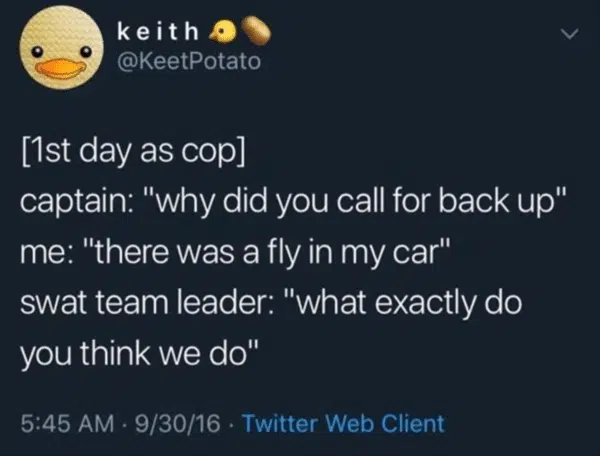 keith 🐤🥔
@KeetPotato
[1st day as cop]
captain: "why did you call for back up"
me: "there was a fly in my car"
swat team leader: "what exactly do
you think we do"
5:45 AM · 9/30/16 · Twitter Web Client